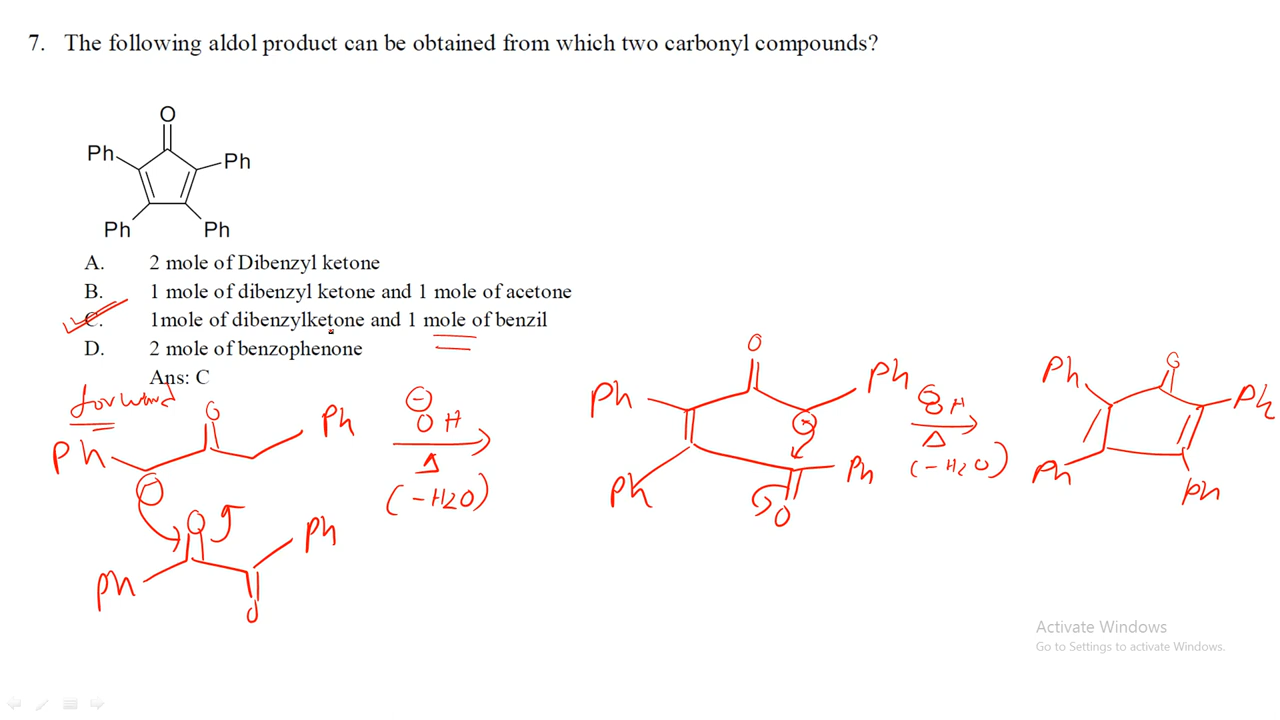 7. The following aldol product can be obtained from which two carbonyl compounds?
O
Ph Ph
Ph Ph
A. 2 mole of Dibenzyl ketone
B. 1 mole of dibenzyl ketone and 1 mole of acetone
C. 1mole of dibenzylketone and 1 mole of benzil
D. 2 mole of benzophenone
Ans: C
forward
O
Ph Ph
⊖
OH
Δ
(-H2O)
O Ph
Ph
O
O
Ph Ph
⊖
Ph Ph
O
⊖
OH
Δ
(-H2O)
O
Ph Ph
Ph Ph
Activate Windows
Go to Settings to activate Windows.